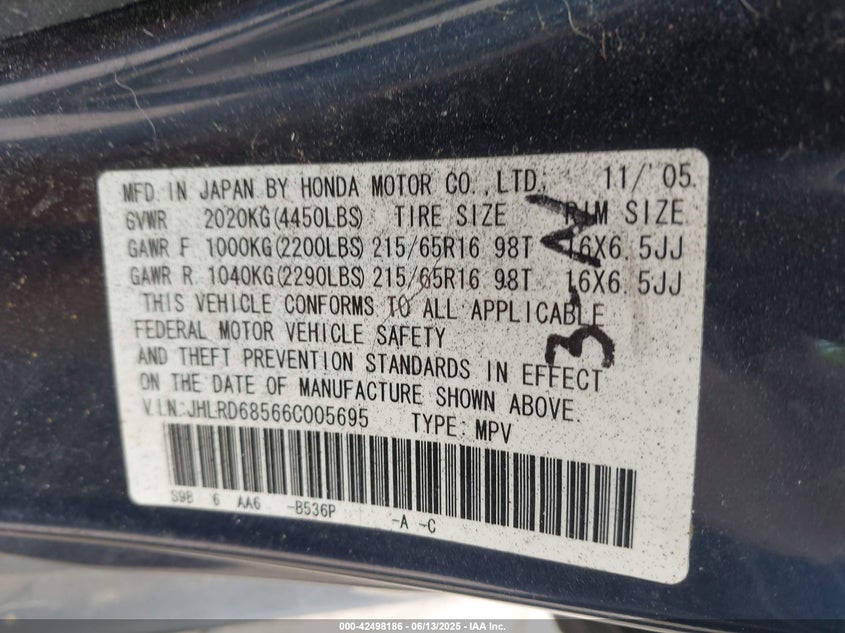 MFD. IN JAPAN BY HONDA MOTOR CO., LTD. 11/'05
GVWR 2020KG(4450LBS) TIRE SIZE RIM SIZE
GAWR F 1000KG(2200LBS) 215/65R16 98T 16X6.5JJ
GAWR R 1040KG(2290LBS) 215/65R16 98T 16X6.5JJ
THIS VEHICLE CONFORMS TO ALL APPLICABLE
FEDERAL MOTOR VEHICLE SAFETY
AND THEFT PREVENTION STANDARDS IN EFFECT
ON THE DATE OF MANUFACTURE SHOWN ABOVE.
V.I.N:JHLRD68566C005695 TYPE: MPV
S9B 6 AA6 -B536P -A -C
3-N
000-42498186 - 06/13/2025 - IAA Inc.